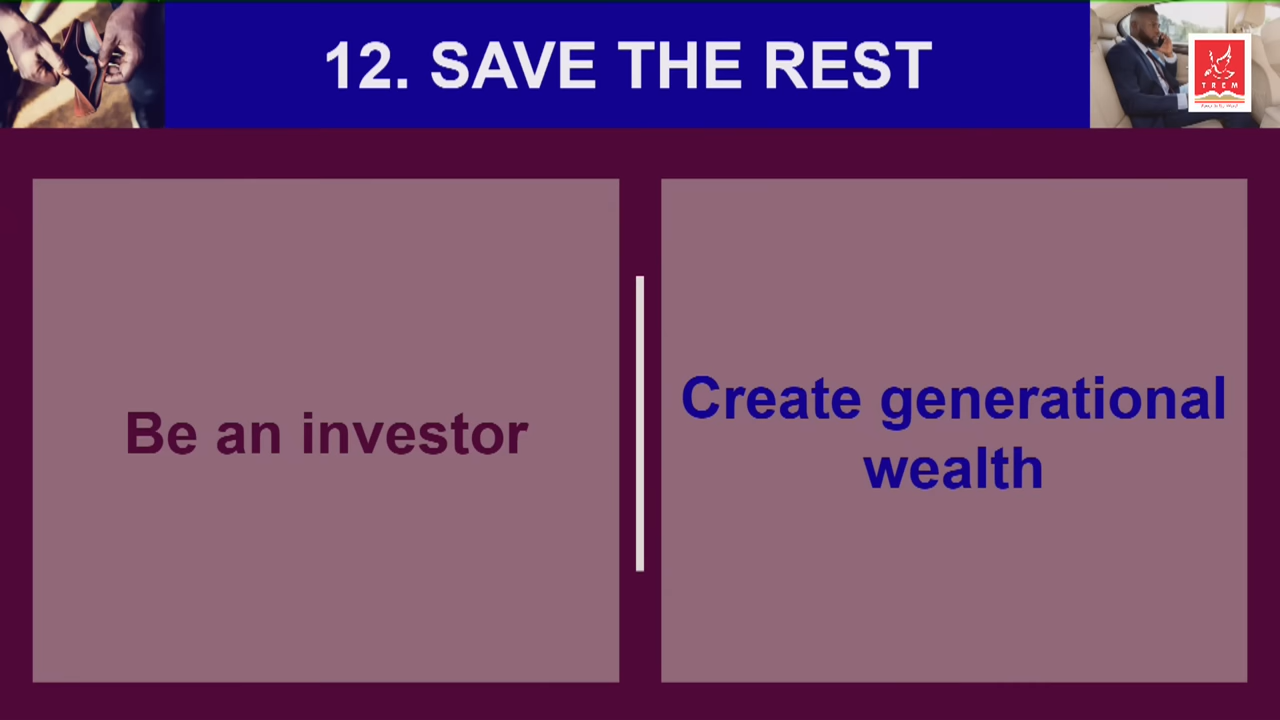 12. SAVE THE REST
TREM
Be an investor
Create generational
wealth